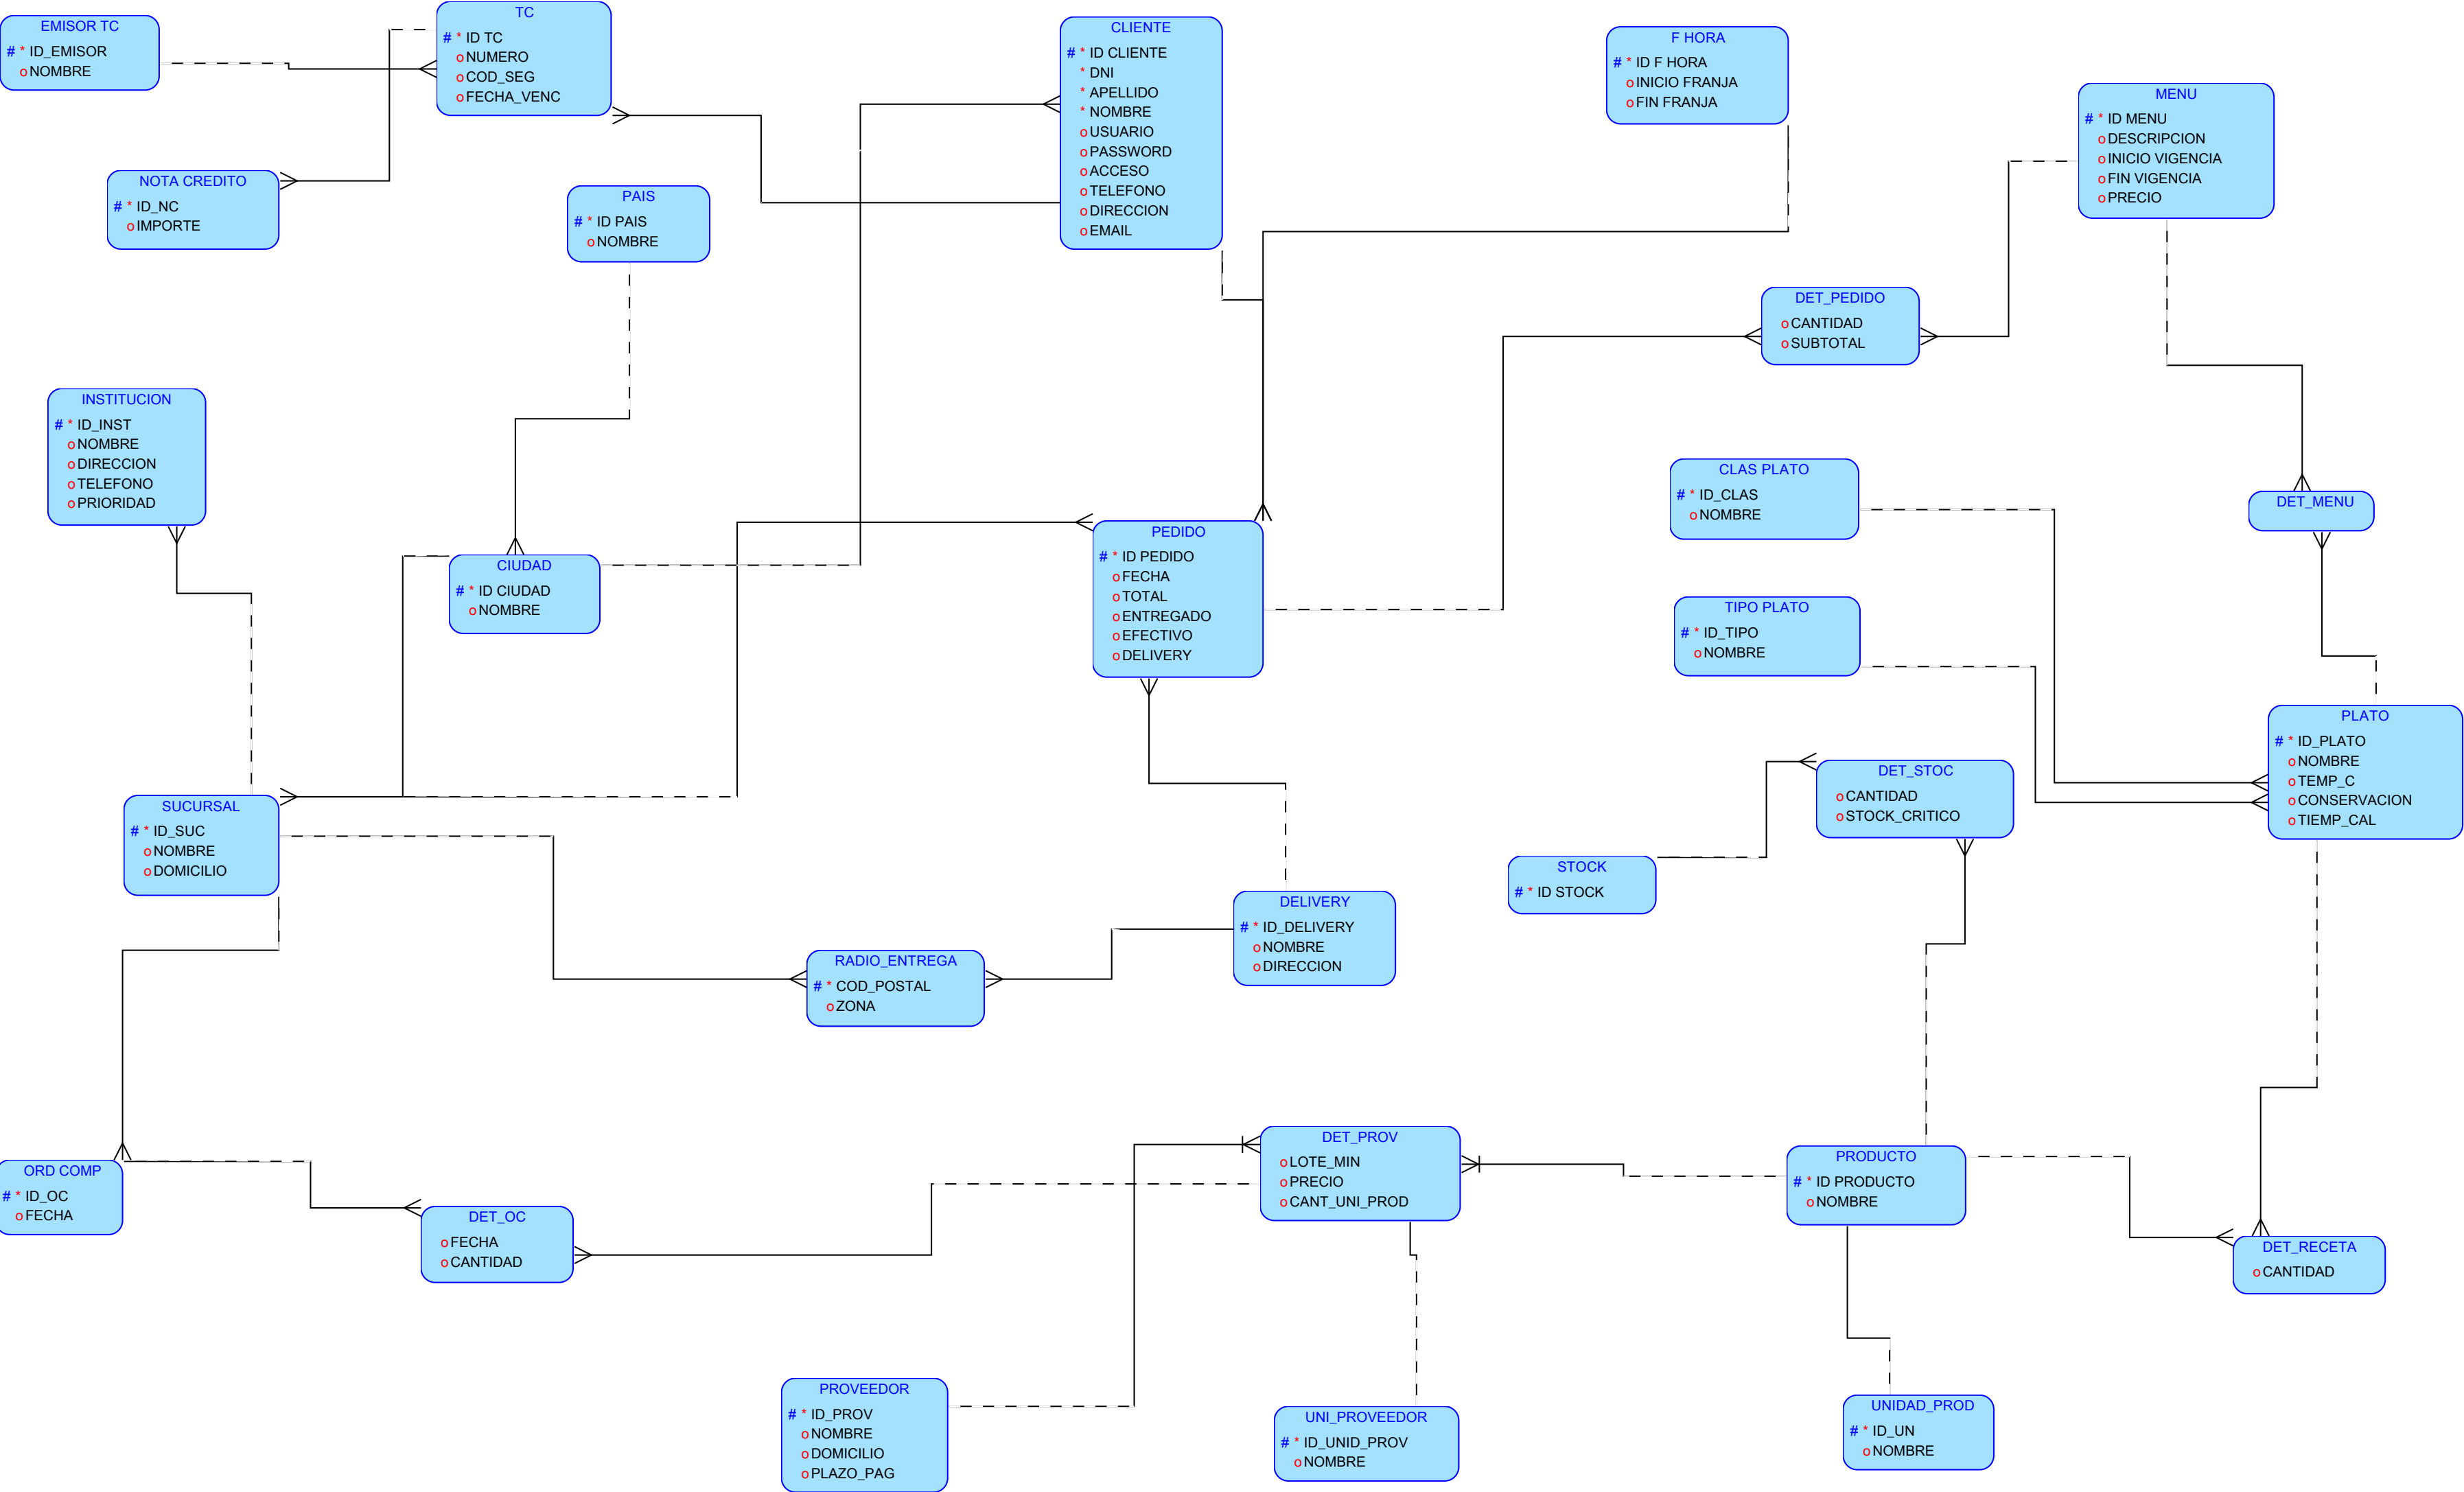 EMISOR TC
# * ID_EMISOR
o NOMBRE
TC
# * ID TC
o NUMERO
o COD_SEG
o FECHA_VENC
CLIENTE
# * ID CLIENTE
* DNI
* APELLIDO
* NOMBRE
o USUARIO
o PASSWORD
o ACCESO
o TELEFONO
o DIRECCION
o EMAIL
F HORA
# * ID F HORA
o INICIO FRANJA
o FIN FRANJA
MENU
# * ID MENU
o DESCRIPCION
o INICIO VIGENCIA
o FIN VIGENCIA
o PRECIO
NOTA CREDITO
# * ID_NC
o IMPORTE
PAIS
# * ID PAIS
o NOMBRE
DET_PEDIDO
o CANTIDAD
o SUBTOTAL
INSTITUCION
# * ID_INST
o NOMBRE
o DIRECCION
o TELEFONO
o PRIORIDAD
CLAS PLATO
# * ID_CLAS
o NOMBRE
DET_MENU
PEDIDO
# * ID PEDIDO
o FECHA
o TOTAL
o ENTREGADO
o EFECTIVO
o DELIVERY
CIUDAD
# * ID CIUDAD
o NOMBRE
TIPO PLATO
# * ID_TIPO
o NOMBRE
PLATO
# * ID_PLATO
o NOMBRE
o TEMP_C
o CONSERVACION
o TIEMP_CAL
DET_STOC
o CANTIDAD
o STOCK_CRITICO
SUCURSAL
# * ID_SUC
o NOMBRE
o DOMICILIO
STOCK
# * ID STOCK
DELIVERY
# * ID_DELIVERY
o NOMBRE
o DIRECCION
RADIO_ENTREGA
# * COD_POSTAL
o ZONA
DET_PROV
o LOTE_MIN
o PRECIO
o CANT_UNI_PROD
PRODUCTO
# * ID PRODUCTO
o NOMBRE
ORD COMP
# * ID_OC
o FECHA
DET_OC
o FECHA
o CANTIDAD
DET_RECETA
o CANTIDAD
PROVEEDOR
# * ID_PROV
o NOMBRE
o DOMICILIO
o PLAZO_PAG
UNI_PROVEEDOR
# * ID_UNID_PROV
o NOMBRE
UNIDAD_PROD
# * ID_UN
o NOMBRE